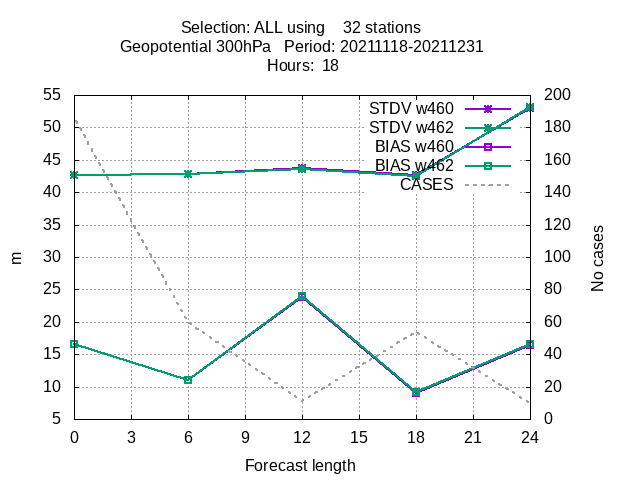 Selection: ALL using    32 stations
Geopotential 300hPa   Period: 20211118-20211231
Hours:  18
55
50
45
40
35
30
25
20
15
10
5
m
STDV w460
STDV w462
BIAS w460
BIAS w462
CASES
200
180
160
140
120
100
80
60
40
20
0
No cases
0 3 6 9 12 15 18 21 24
Forecast length